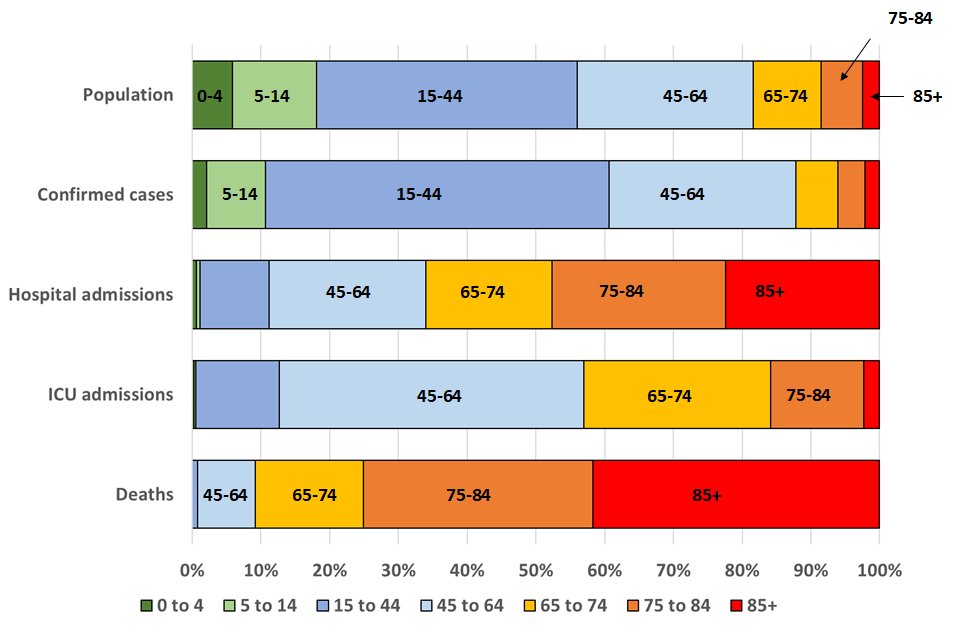 75-84
Population 0-4 5-14 15-44 45-64 65-74 85+
Confirmed cases 5-14 15-44 45-64
Hospital admissions 45-64 65-74 75-84 85+
ICU admissions 45-64 65-74 75-84
Deaths 45-64 65-74 75-84 85+
0% 10% 20% 30% 40% 50% 60% 70% 80% 90% 100%
0 to 4 5 to 14 15 to 44 45 to 64 65 to 74 75 to 84 85+